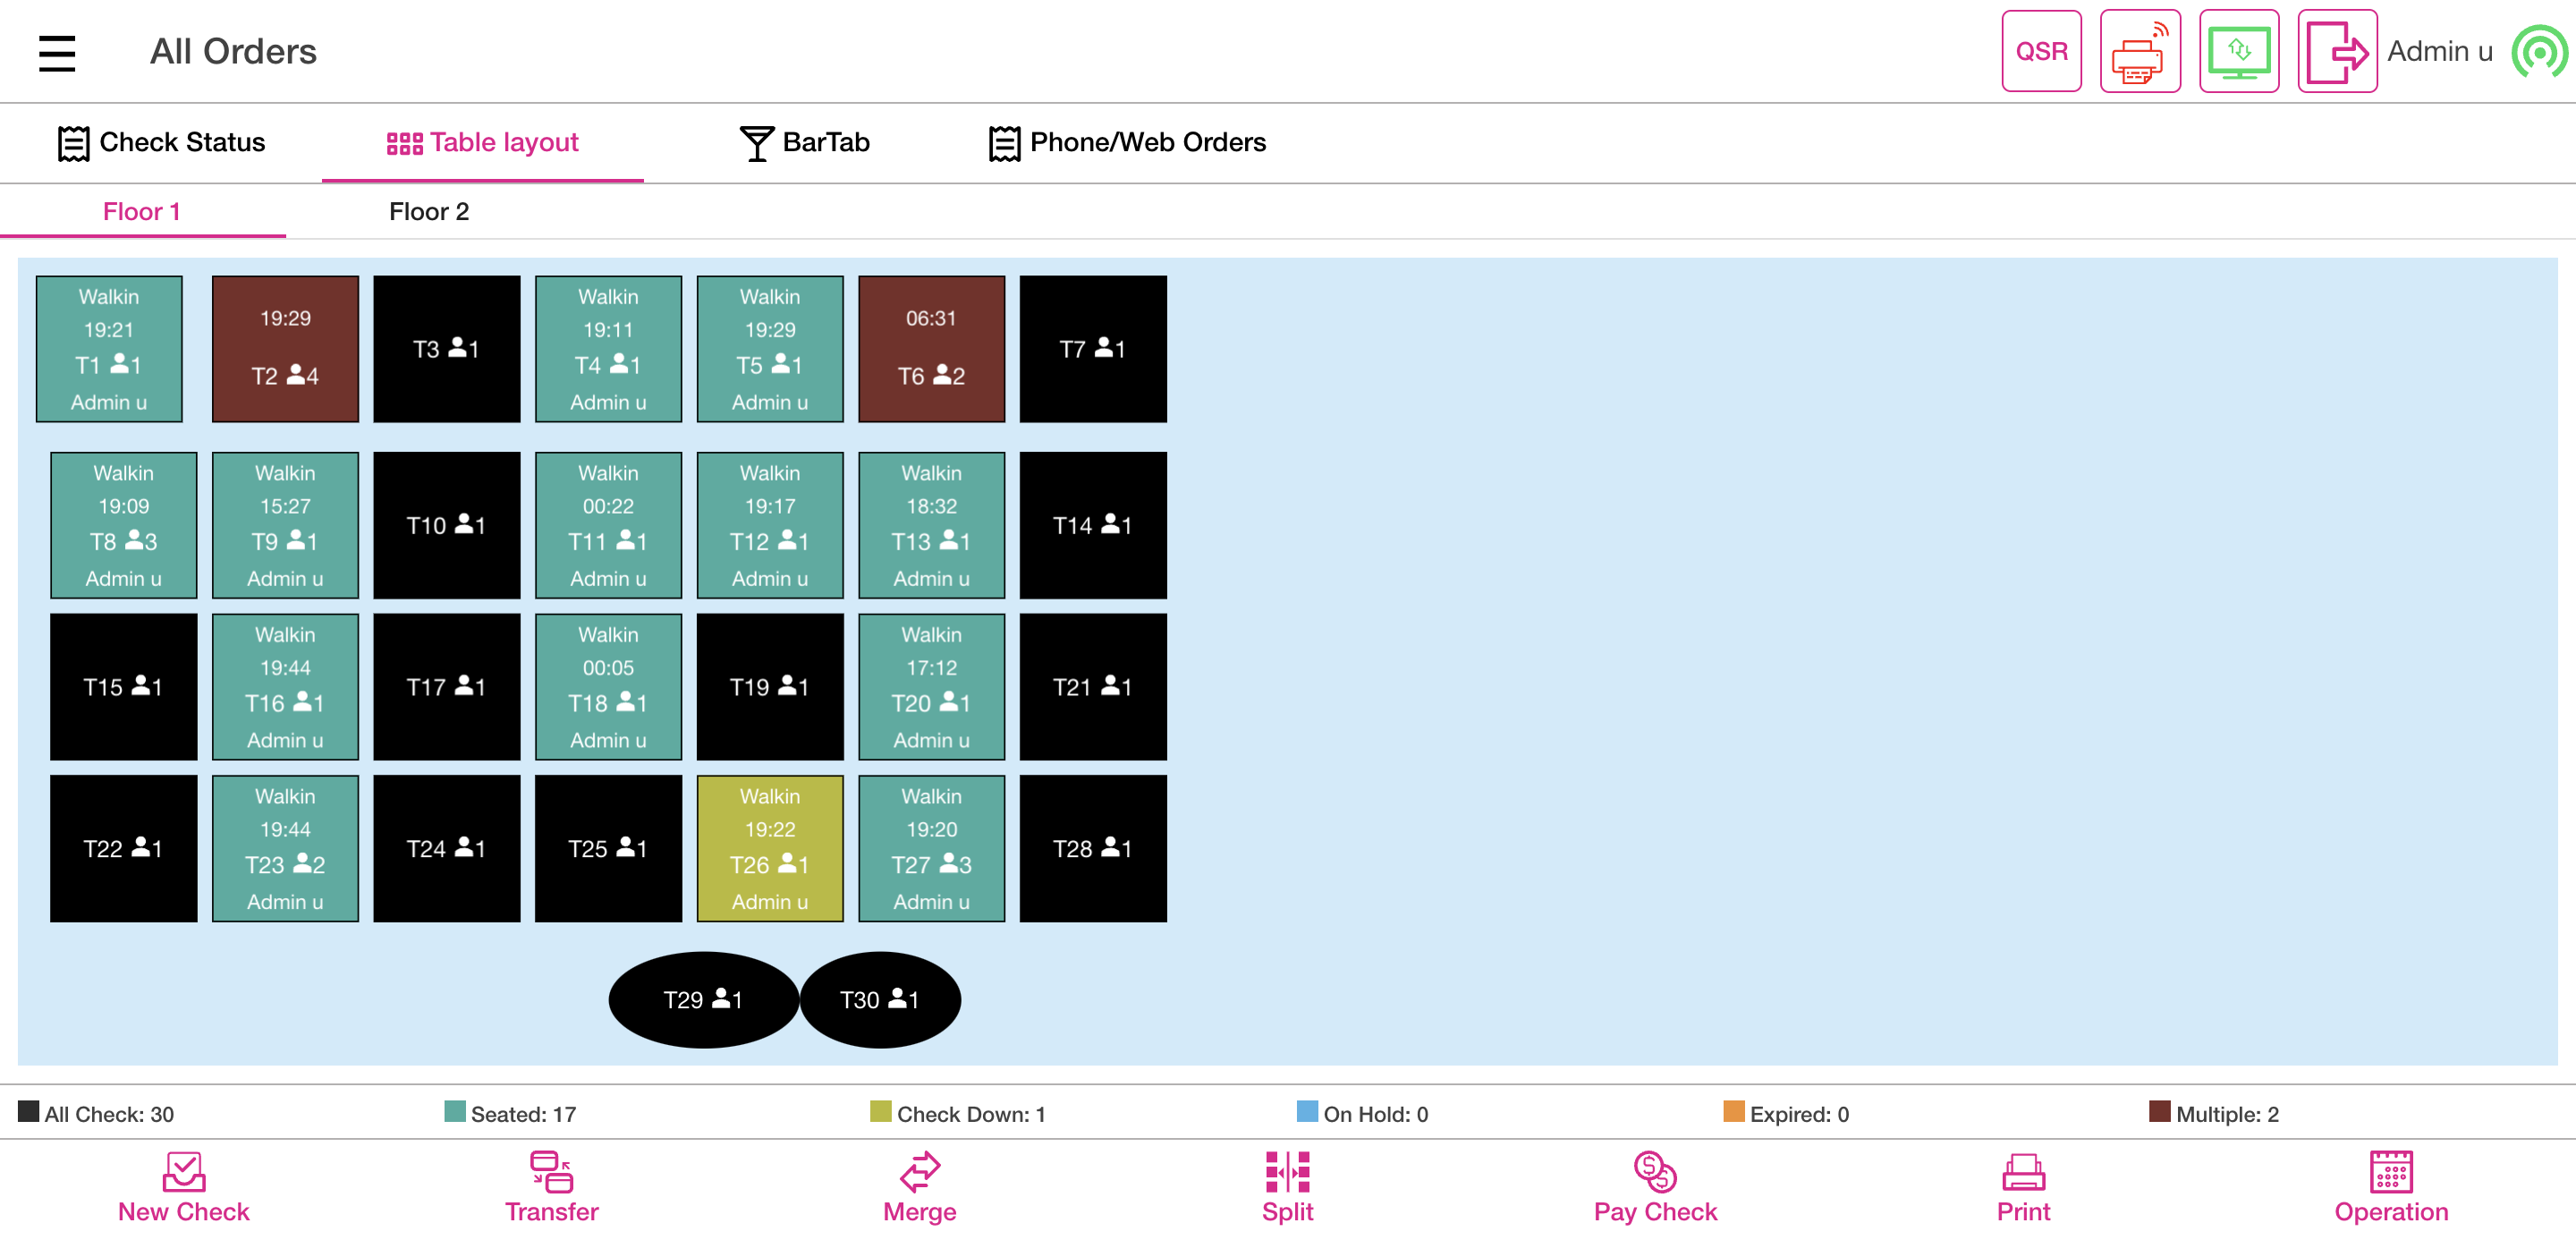 All Orders
QSR
Admin u
Check Status
Table layout
BarTab
Phone/Web Orders
Floor 1
Floor 2
Walkin
19:21
T1 1
Admin u
19:29
T2 4
T3 1
Walkin
19:11
T4 1
Admin u
Walkin
19:29
T5 1
Admin u
06:31
T6 2
T7 1
Walkin
19:09
T8 3
Admin u
Walkin
15:27
T9 1
Admin u
T10 1
Walkin
00:22
T11 1
Admin u
Walkin
19:17
T12 1
Admin u
Walkin
18:32
T13 1
Admin u
T14 1
T15 1
Walkin
19:44
T16 1
Admin u
T17 1
Walkin
00:05
T18 1
Admin u
T19 1
Walkin
17:12
T20 1
Admin u
T21 1
T22 1
Walkin
19:44
T23 2
Admin u
T24 1
T25 1
Walkin
19:22
T26 1
Admin u
Walkin
19:20
T27 3
Admin u
T28 1
T29 1
T30 1
All Check: 30
Seated: 17
Check Down: 1
On Hold: 0
Expired: 0
Multiple: 2
New Check
Transfer
Merge
Split
Pay Check
Print
Operation